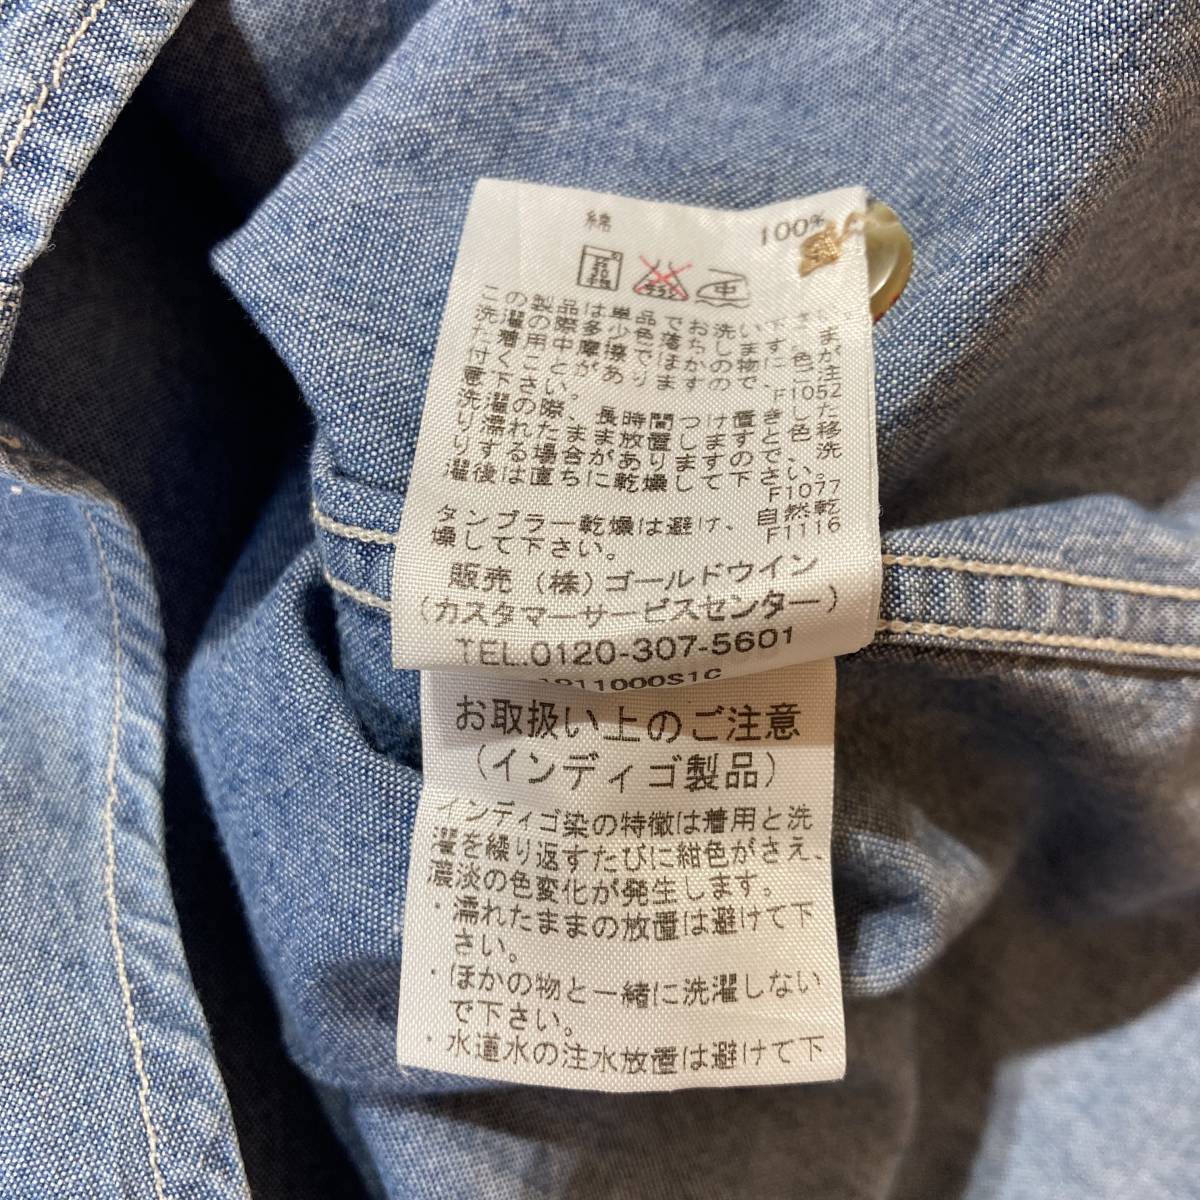 綿 100%
この製品は単品でお洗い下さい。
洗濯の際多少色落ちします。ま
た着用中摩擦でほかの物に色が
付くことがありますので、ご注
意下さい。 F1052
洗濯の際、長時間つけ置きした
り濡れたまま放置しますと色移
りする場合がありますので、洗
濯後は直ちに乾燥して下さい。
F1077
タンブラー乾燥は避け、自然乾
燥して下さい。 F1116
販売 (株)ゴールドウイン
(カスタマーサービスセンター)
TEL.0120-307-5601
1911000S1C
お取扱い上のご注意
(インディゴ製品)
インディゴ染の特徴は着用と洗
濯を繰り返すたびに紺色がさえ、
濃淡の色変化が発生します。
・濡れたままの放置は避けて下
さい。
・ほかの物と一緒に洗濯しない
で下さい。
・水道水の注水放置は避けて下